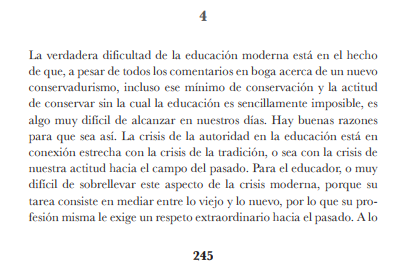 4
La verdadera dificultad de la educación moderna está en el hecho
de que, a pesar de todos los comentarios en boga acerca de un nuevo
conservadurismo, incluso ese mínimo de conservación y la actitud
de conservar sin la cual la educación es sencillamente imposible, es
algo muy difícil de alcanzar en nuestros días. Hay buenas razones
para que sea así. La crisis de la autoridad en la educación está en
conexión estrecha con la crisis de la tradición, o sea con la crisis de
nuestra actitud hacia el campo del pasado. Para el educador, o muy
difícil de sobrellevar este aspecto de la crisis moderna, porque su
tarea consiste en mediar entre lo viejo y lo nuevo, por lo que su pro-
fesión misma le exige un respeto extraordinario hacia el pasado. A lo
245